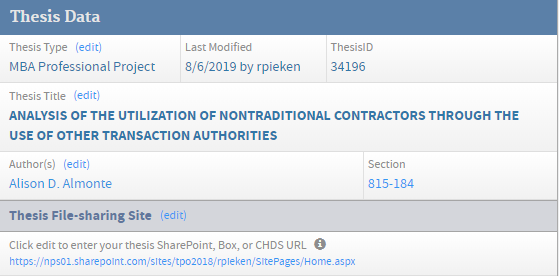 Thesis Data
Thesis Type (edit) Last Modified ThesisID
MBA Professional Project 8/6/2019 by rpieken 34196
Thesis Title (edit)
ANALYSIS OF THE UTILIZATION OF NONTRADITIONAL CONTRACTORS THROUGH THE
USE OF OTHER TRANSACTION AUTHORITIES
Author(s) (edit) Section
Alison D. Almonte 815-184
Thesis File-sharing Site (edit)
Click edit to enter your thesis SharePoint, Box, or CHDS URL
https://nps01.sharepoint.com/sites/tpo2018/rpieken/SitePages/Home.aspx